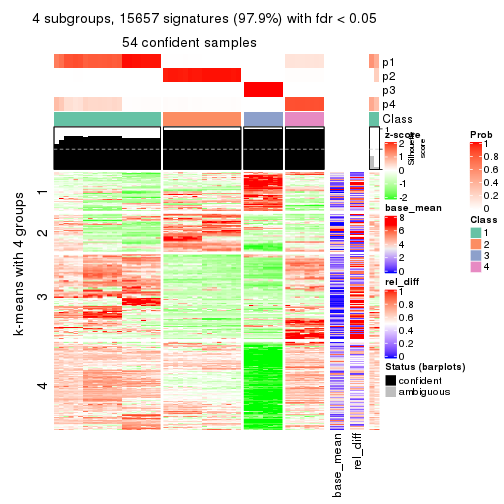 4 subgroups, 15657 signatures (97.9%) with fdr < 0.05
54 confident samples
p1
p2
p3
p4
Class
1
Silhouette
score
z-score
2
1
0
-1
-2
base_mean
8
6
4
2
0
rel_diff
1
0.8
0.6
0.4
0.2
0
Status (barplots)
confident
ambiguous
Prob
1
0.8
0.6
0.4
0.2
0
Class
1
2
3
4
k-means with 4 groups
1
2
3
4
base_mean
rel_diff